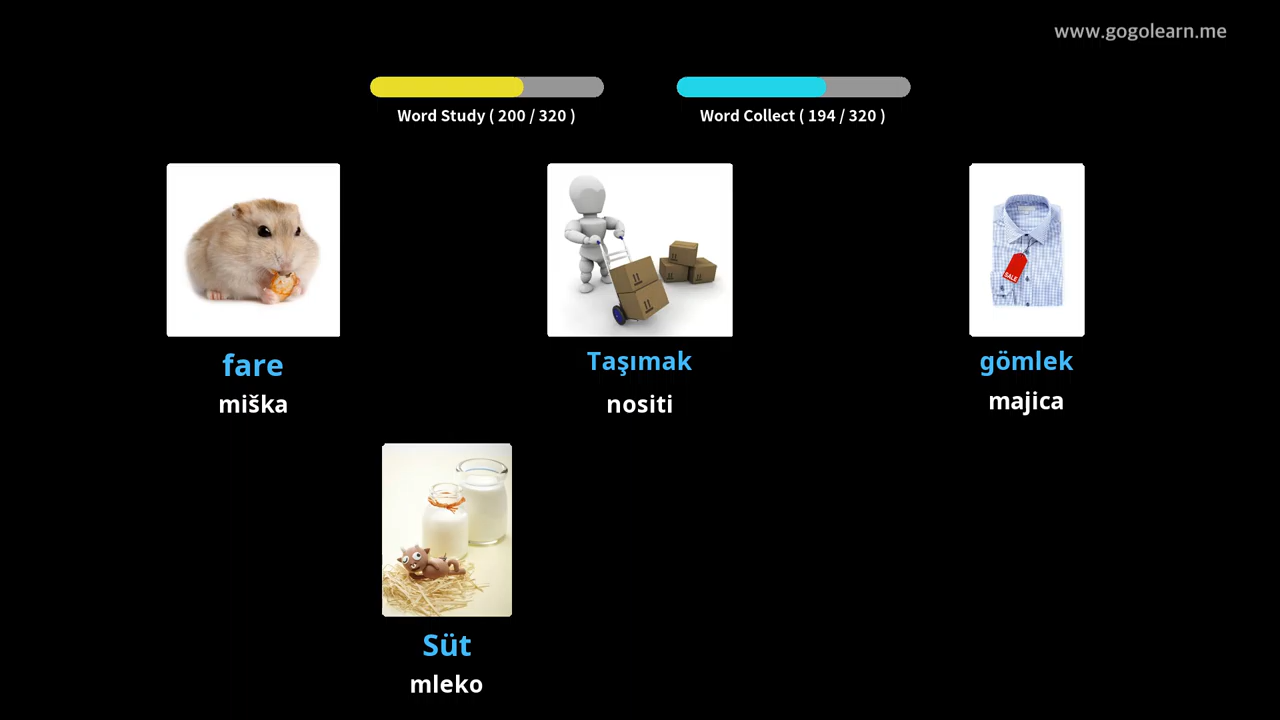 www.gogolearn.me
Word Study ( 200 / 320 )
Word Collect ( 194 / 320 )
SALE
fare
miška
Taşımak
nositi
gömlek
majica
Süt
mleko